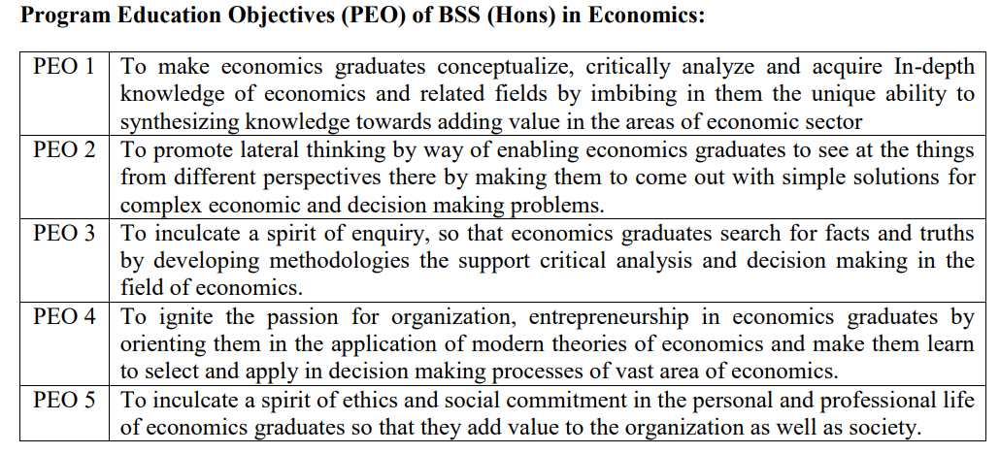 Program Education Objectives (PEO) of BSS (Hons) in Economics:
PEO 1 To make economics graduates conceptualize, critically analyze and acquire In-depth
knowledge of economics and related fields by imbibing in them the unique ability to
synthesizing knowledge towards adding value in the areas of economic sector
PEO 2 To promote lateral thinking by way of enabling economics graduates to see at the things
from different perspectives there by making them to come out with simple solutions for
complex economic and decision making problems.
PEO 3 To inculcate a spirit of enquiry, so that economics graduates search for facts and truths
by developing methodologies the support critical analysis and decision making in the
field of economics.
PEO 4 To ignite the passion for organization, entrepreneurship in economics graduates by
orienting them in the application of modern theories of economics and make them learn
to select and apply in decision making processes of vast area of economics.
PEO 5 To inculcate a spirit of ethics and social commitment in the personal and professional life
of economics graduates so that they add value to the organization as well as society.